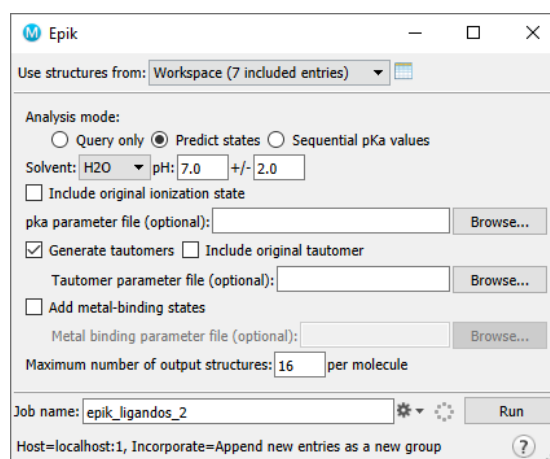 Epik
Use structures from: Workspace (7 included entries)
Analysis mode:
Query only Predict states Sequential pKa values
Solvent: H2O pH: 7.0 +/- 2.0
Include original ionization state
pka parameter file (optional): Browse...
Generate tautomers Include original tautomer
Tautomer parameter file (optional): Browse...
Add metal-binding states
Metal binding parameter file (optional): Browse...
Maximum number of output structures: 16 per molecule
Job name: epik_ligandos_2 Run
Host=localhost:1, Incorporate=Append new entries as a new group ?